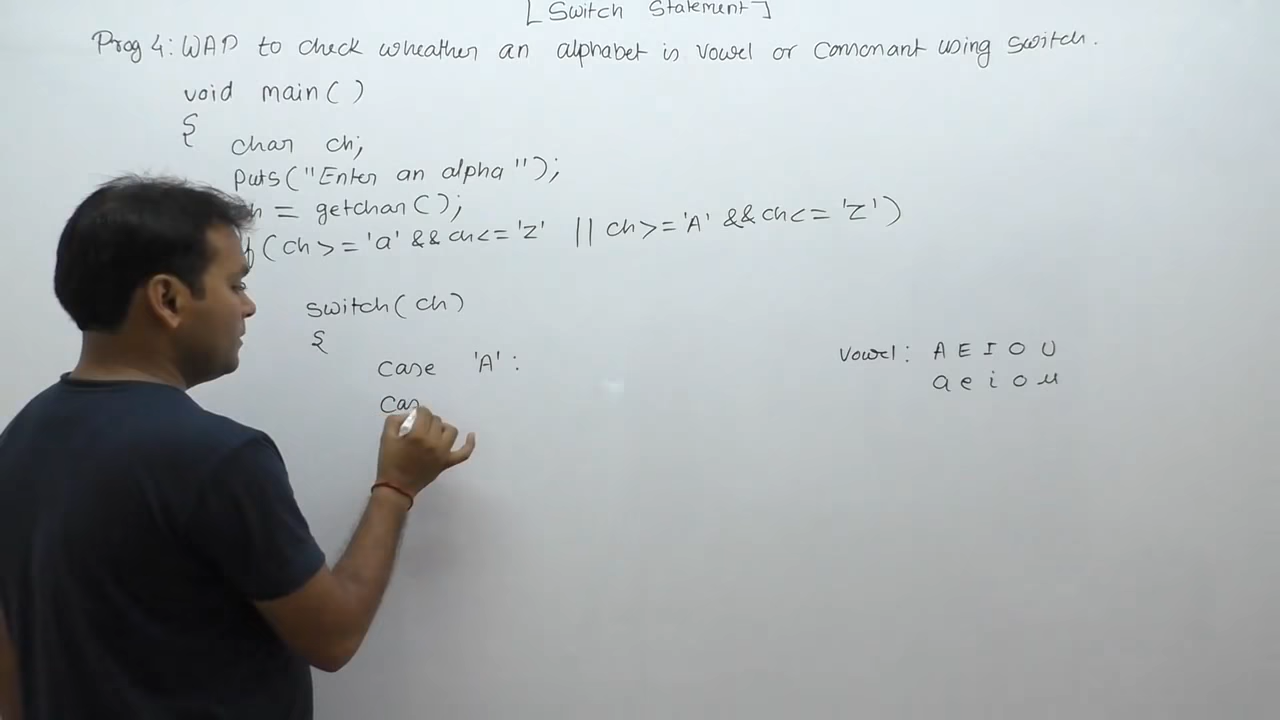 [ Switch Statement ]
Prog 4: WAP to check wheather an alphabet is vowel or consonant using switch.
void main( )
{
char ch;
puts("Enter an alpha");
= getchar( );
(ch >= 'a' && ch <= 'z' || ch >= 'A' && ch <= 'Z')
switch( ch)
{
case 'A' :
Vowel : A E I O U
a e i o u
Cas